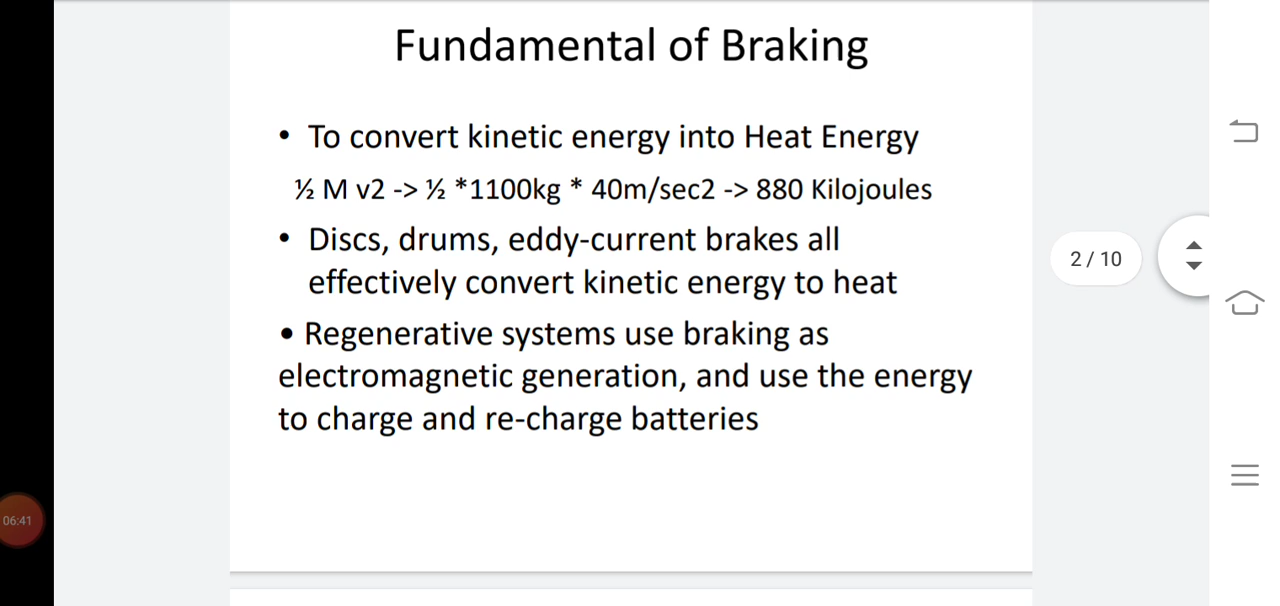 Fundamental of Braking
• To convert kinetic energy into Heat Energy
½ M v2 -> ½ *1100kg * 40m/sec2 -> 880 Kilojoules
• Discs, drums, eddy-current brakes all
effectively convert kinetic energy to heat
• Regenerative systems use braking as
electromagnetic generation, and use the energy
to charge and re-charge batteries
2 / 10
06:41